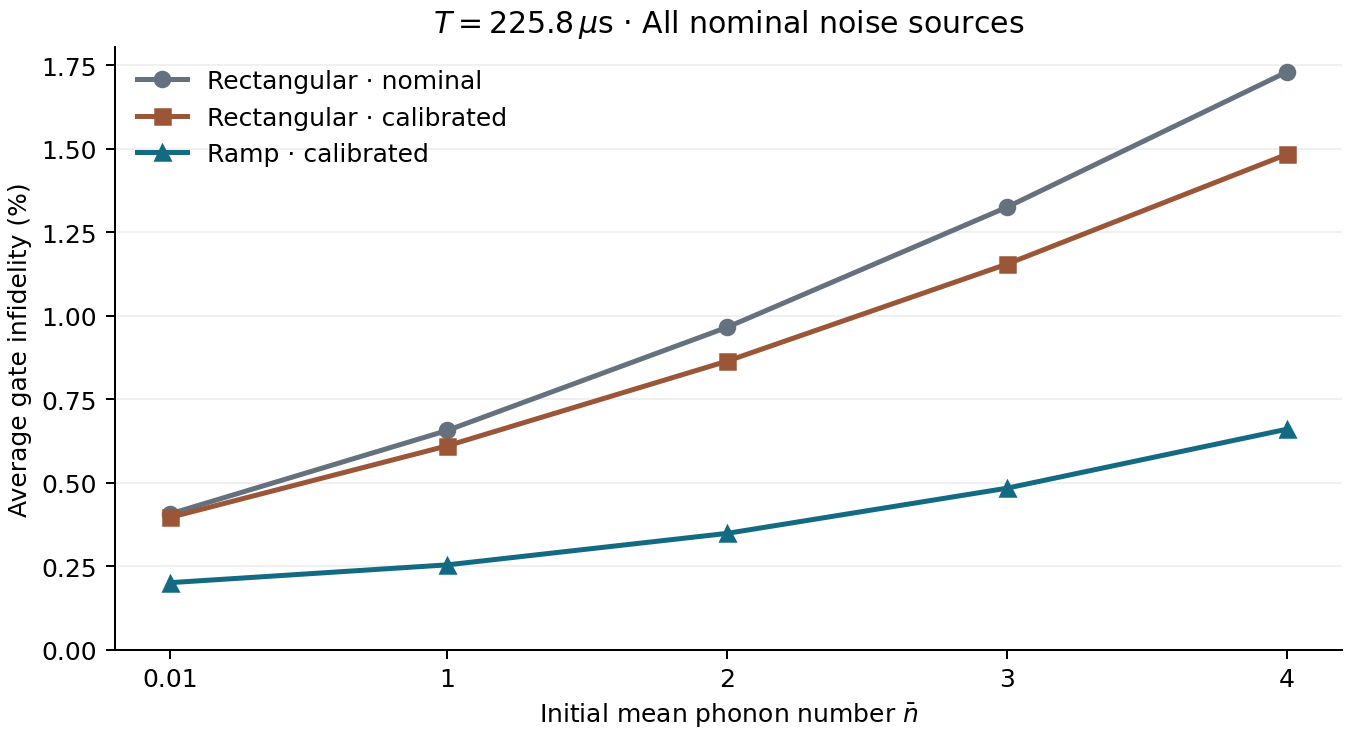 T = 225.8 μs · All nominal noise sources
Rectangular · nominal
Rectangular · calibrated
Ramp · calibrated
Average gate infidelity (%)
1.75
1.50
1.25
1.00
0.75
0.50
0.25
0.00
0.01
1
2
3
4
Initial mean phonon number n̄